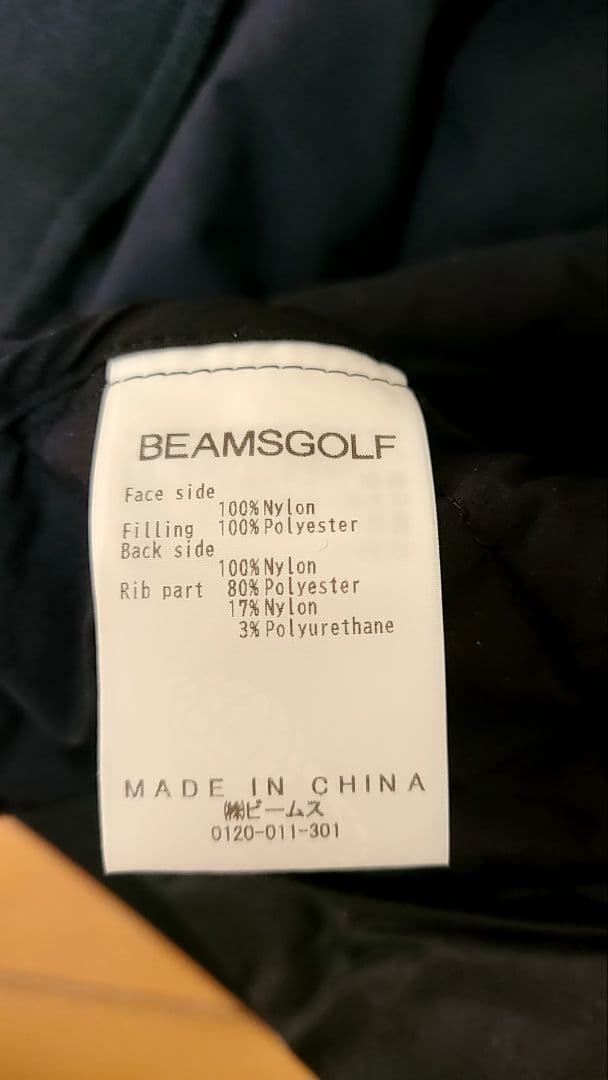 BEAMSGOLF
Face side
100% Nylon
Filling 100% Polyester
Back side
100% Nylon
Rib part 80% Polyester
17% Nylon
3% Polyurethane
MADE IN CHINA
㈱ビームス
0120-011-301